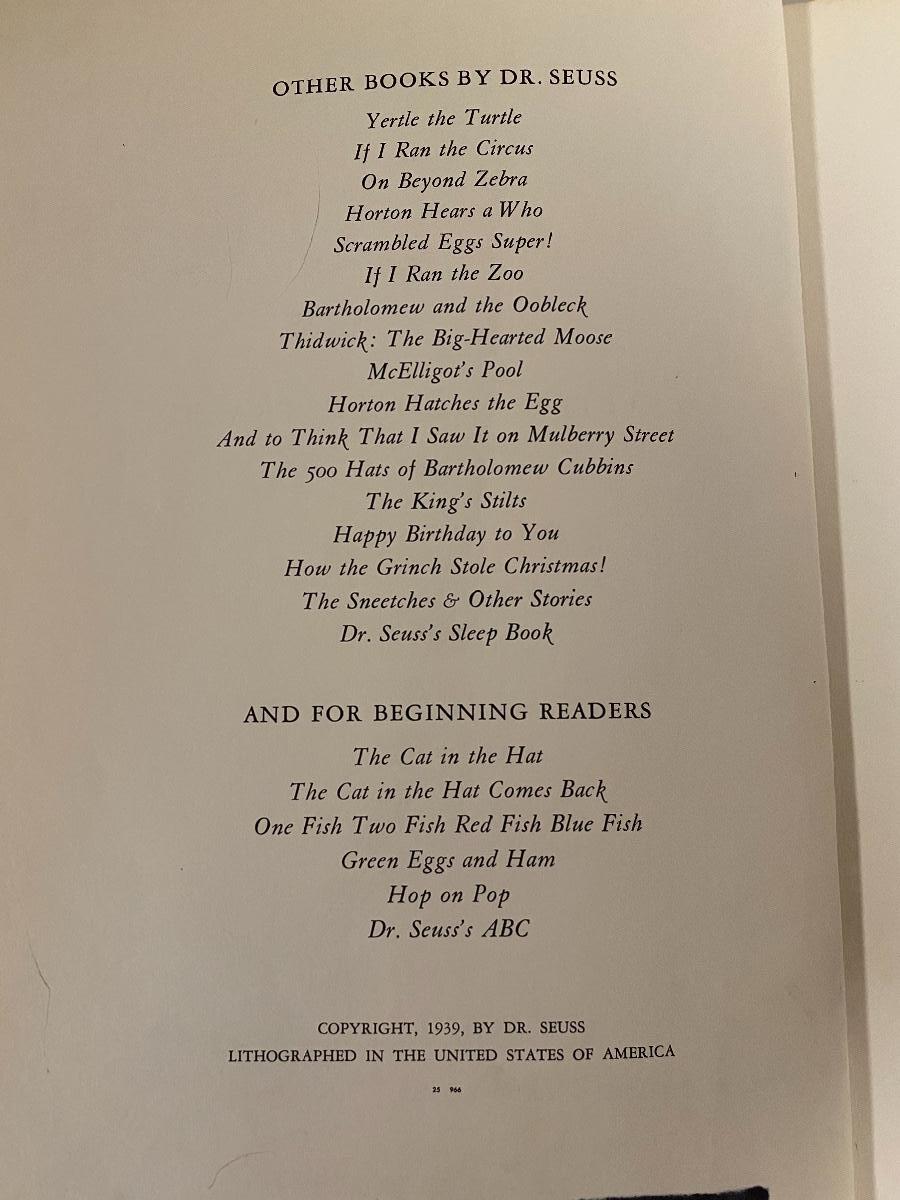 OTHER BOOKS BY DR. SEUSS
Yertle the Turtle
If I Ran the Circus
On Beyond Zebra
Horton Hears a Who
Scrambled Eggs Super!
If I Ran the Zoo
Bartholomew and the Oobleck
Thidwick: The Big-Hearted Moose
McElligot's Pool
Horton Hatches the Egg
And to Think That I Saw It on Mulberry Street
The 500 Hats of Bartholomew Cubbins
The King's Stilts
Happy Birthday to You
How the Grinch Stole Christmas!
The Sneetches & Other Stories
Dr. Seuss's Sleep Book
AND FOR BEGINNING READERS
The Cat in the Hat
The Cat in the Hat Comes Back
One Fish Two Fish Red Fish Blue Fish
Green Eggs and Ham
Hop on Pop
Dr. Seuss's ABC
COPYRIGHT, 1939, BY DR. SEUSS
LITHOGRAPHED IN THE UNITED STATES OF AMERICA
25 966